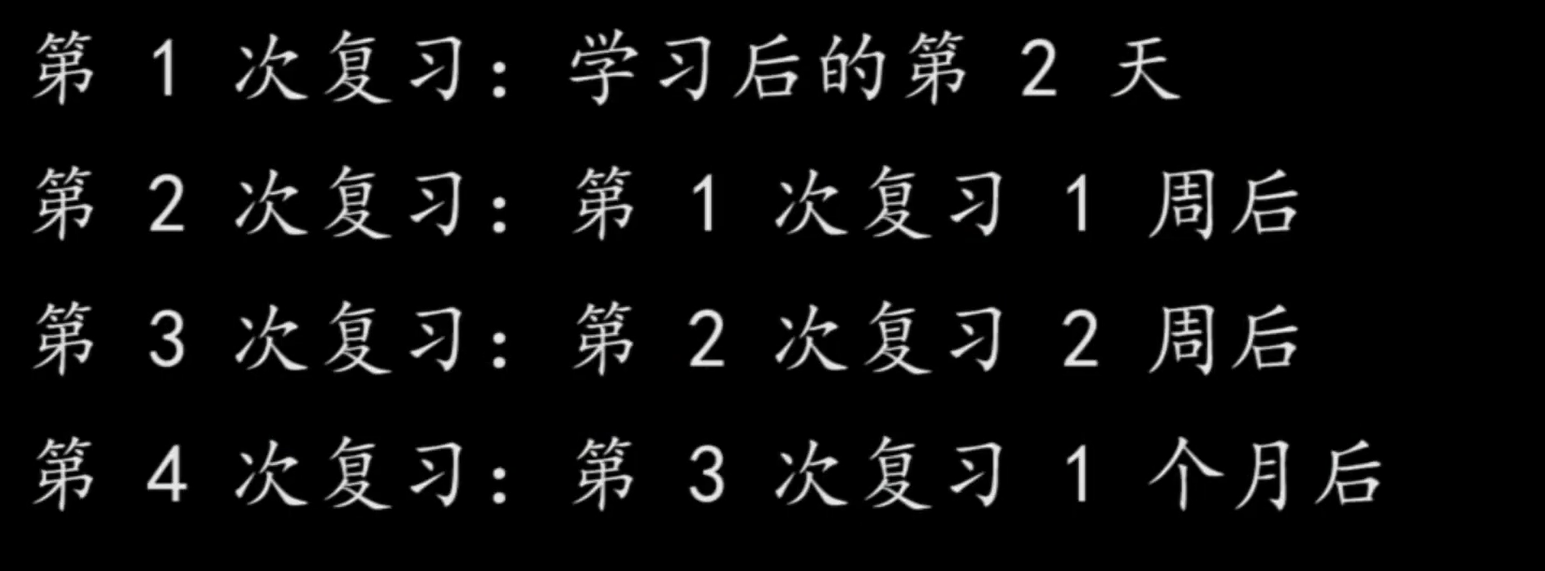 第 1 次复习：学习后的第 2 天
第 2 次复习：第 1 次复习 1 周后
第 3 次复习：第 2 次复习 2 周后
第 4 次复习：第 3 次复习 1 个月后